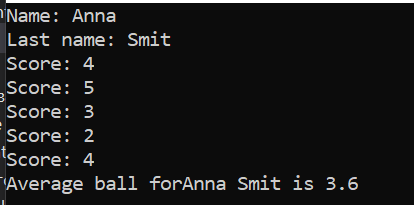 Name: Anna
Last name: Smit
Score: 4
Score: 5
Score: 3
Score: 2
Score: 4
Average ball forAnna Smit is 3.6